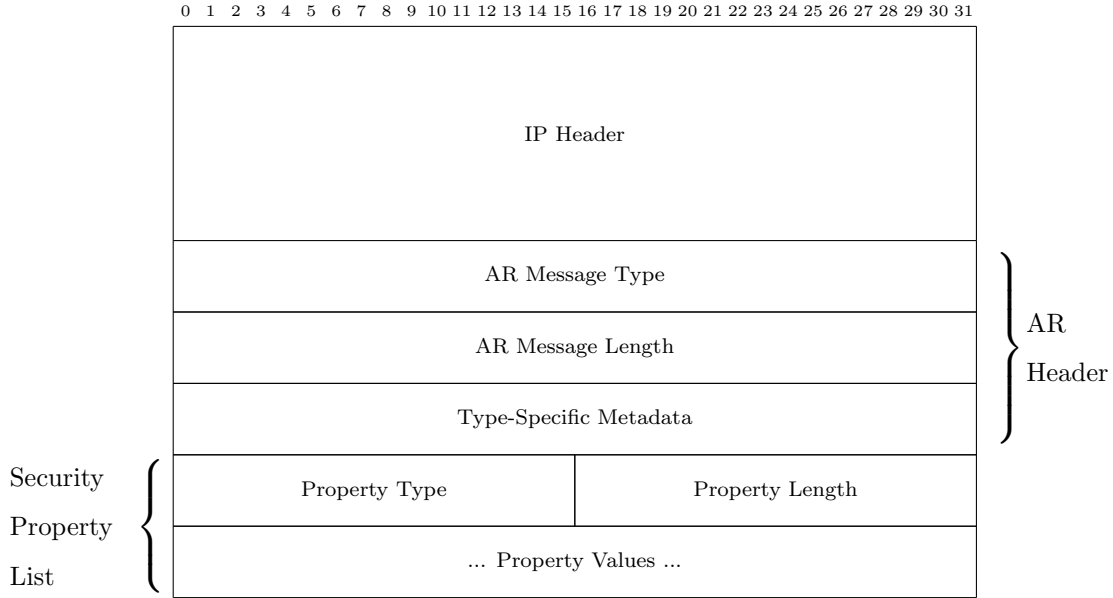 0 1 2 3 4 5 6 7 8 9 10 11 12 13 14 15 16 17 18 19 20 21 22 23 24 25 26 27 28 29 30 31
IP Header
AR Message Type
AR Message Length
Type-Specific Metadata
AR
Header
Security
Property
List
Property Type Property Length
... Property Values ...